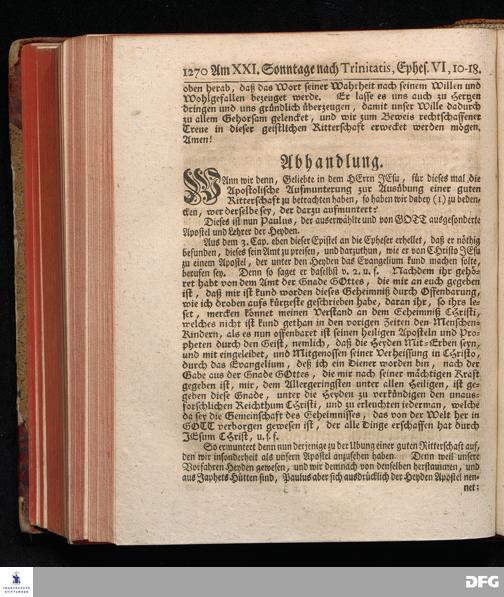 1270 Am XXI. Sonntage nach Trinitatis, Ephes. VI, 10-18.
oben herab, daß das Wort seiner Wahrheit nach seinem Willen und
Wohlgefallen bezeuget werde. Er lasse es uns auch zu Hertzen
dringen und uns gründlich überzeugen, damit unser Wille dadurch
zu allem Gehorsam gelencket, und wir zum Beweis rechtschaffener
Treue in dieser geistlichen Ritterschaft erwecket werden mögen,
Amen!
Abhandlung.
Wann wir denn, Geliebte in dem HErrn JEsu, für dieses mal die
Apostolische Aufmunterung zur Ausübung einer guten
Ritterschaft zu betrachten haben, so haben wir dabey (1) zu beden-
cken, wer derselbe sey, der darzu aufmuntert?
Dieses ist nun Paulus, der auserwählte und von GOTT ausgesonderte
Apostel und Lehrer der Heyden.
Aus dem 3. Cap. eben dieser Epistel an die Epheser erhellet, daß er nöthig
befunden, dieses sein Amt zu preisen, und darzuthun, wie er von Christo JEsu
zu einem Apostel, der unter den Heyden das Evangelium kund machen solte,
berufen sey. Denn so saget er daselbst v. 2. u. f. Nachdem ihr gehö-
ret habt von dem Amt der Gnade GOttes, die mir an euch gegeben
ist, daß mir ist kund worden dieses Geheimniß durch Offenbarung,
wie ich droben aufs kürtzeste geschrieben habe, daran ihr, so ihrs le-
set, mercken könnet meinen Verstand an dem Geheimniß CHristi,
welches nicht ist kund gethan in den vorigen Zeiten den Menschen-
Kindern, als es nun offenbaret ist seinen heiligen Aposteln und Pro-
pheten durch den Geist, nemlich, daß die Heyden Mit-Erben seyn,
und mit eingeleibet, und Mitgenossen seiner Verheissung in CHristo,
durch das Evangelium, deß ich ein Diener worden bin, nach der
Gabe aus der Gnade GOttes, die mir nach seiner mächtigen Kraft
gegeben ist, mir, dem Allergeringsten unter allen Heiligen, ist ge-
geben diese Gnade, unter die Heyden zu verkündigen den unaus-
forschlichen Reichthum CHristi, und zu erleuchten iederman, welche
da sey die Gemeinschaft des Geheimnisses, das von der Welt her in
GOTT verborgen gewesen ist, der alle Dinge erschaffen hat durch
JEsum CHrist, u. s. f.
So ermuntert denn nun derjenige zu der Ubung einer guten Ritterschaft auf,
den wir insonderheit als unsern Apostel anzusehen haben. Denn weil unsere
Vorfahren Heyden gewesen, und wir demnach von denselben herstammen, und
aus Japhets Hütten sind, Paulus aber sich ausdrücklich der Heyden Apostel nen-
net:
FRANCKESCHE
STIFTUNGEN
DFG